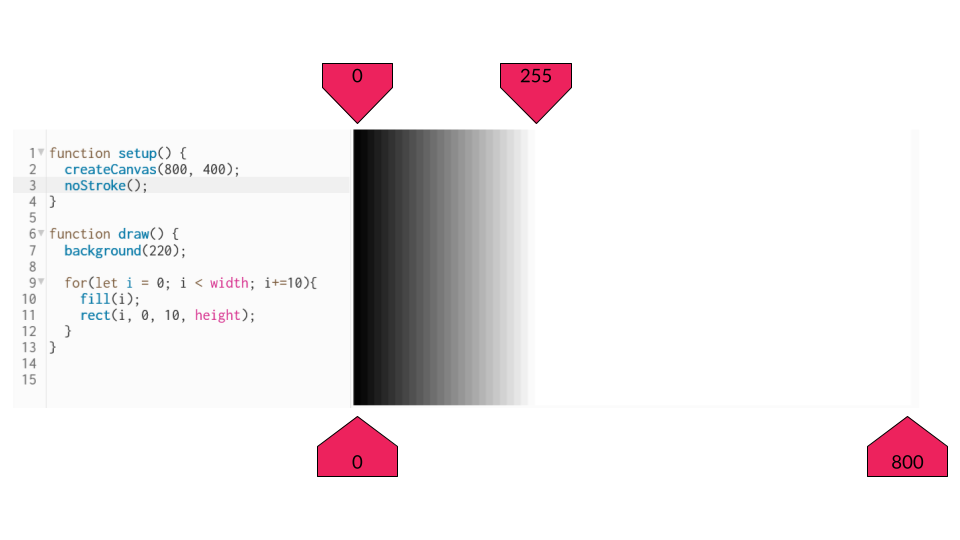 0
255
1 function setup() {
2 createCanvas(800, 400);
3 noStroke();
4 }
5
6 function draw() {
7 background(220);
8
9 for(let i = 0; i < width; i+=10){
10 fill(i);
11 rect(i, 0, 10, height);
12 }
13 }
14
15
0
800